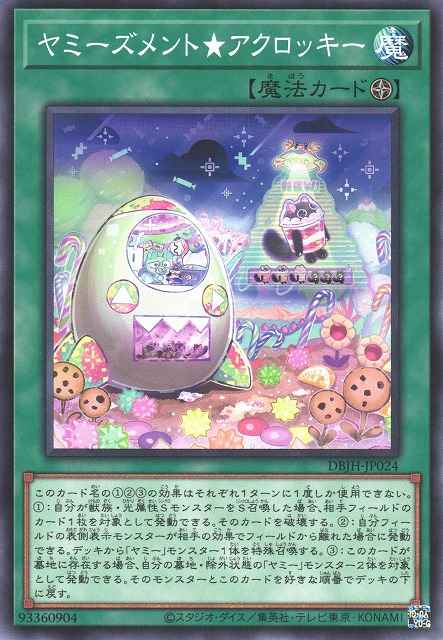 ヤミーズメント★アクロッキー
魔
【魔法カード】
DBJH-JP024
このカード名の①②③の効果はそれぞれ1ターンに1度しか使用できない。
①:自分が獣族・光属性SモンスターをS召喚した場合、相手フィールドの
カード1枚を対象として発動できる。そのカードを破壊する。②:自分フィー
ルドの表側表示モンスターが相手の効果でフィールドから離れた場合に発動
できる。デッキから「ヤミー」モンスター1体を特殊召喚する。③:このカードが
墓地に存在する場合、自分の墓地・除外状態の「ヤミー」モンスター2体を対象
として発動できる。そのモンスターとこのカードを好きな順番でデッキの下
に戻す。
93360904 ©スタジオ・ダイス/集英社・テレビ東京・KONAMI